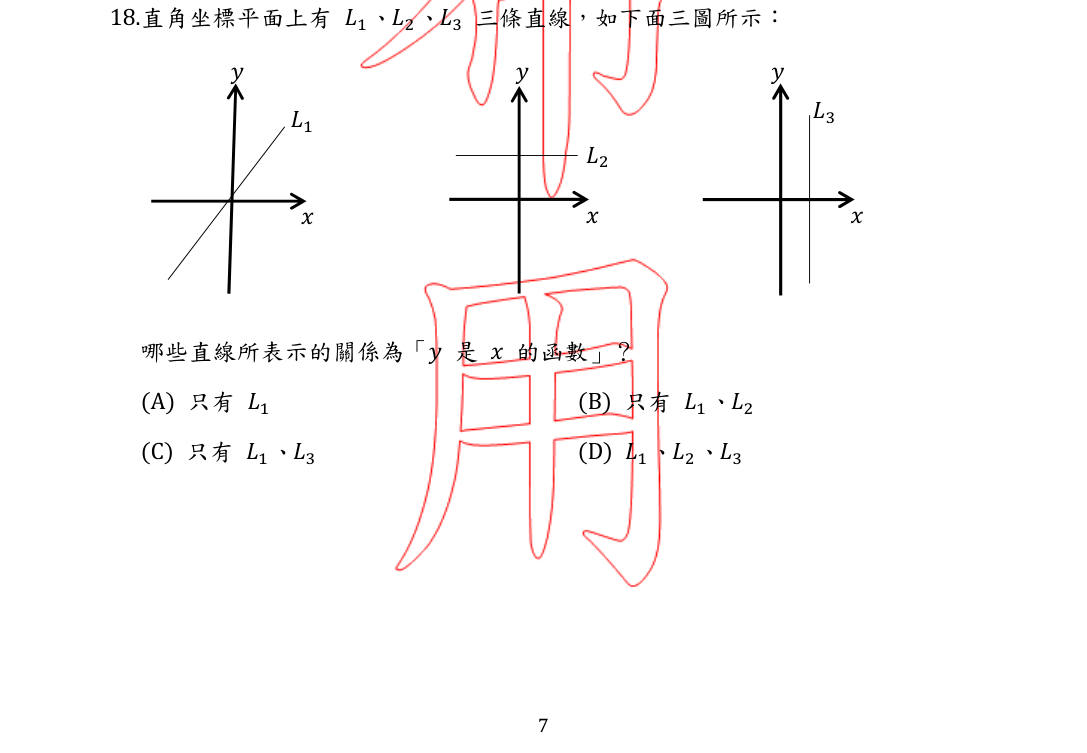 18.直角坐標平面上有 L1、L2、L3 三條直線，如下面三圖所示：
y
L1
x
y
L2
x
y
L3
x
哪些直線所表示的關係為「y 是 x 的函數」？
(A) 只有 L1
(B) 只有 L1、L2
(C) 只有 L1、L3
(D) L1、L2、L3
用
7